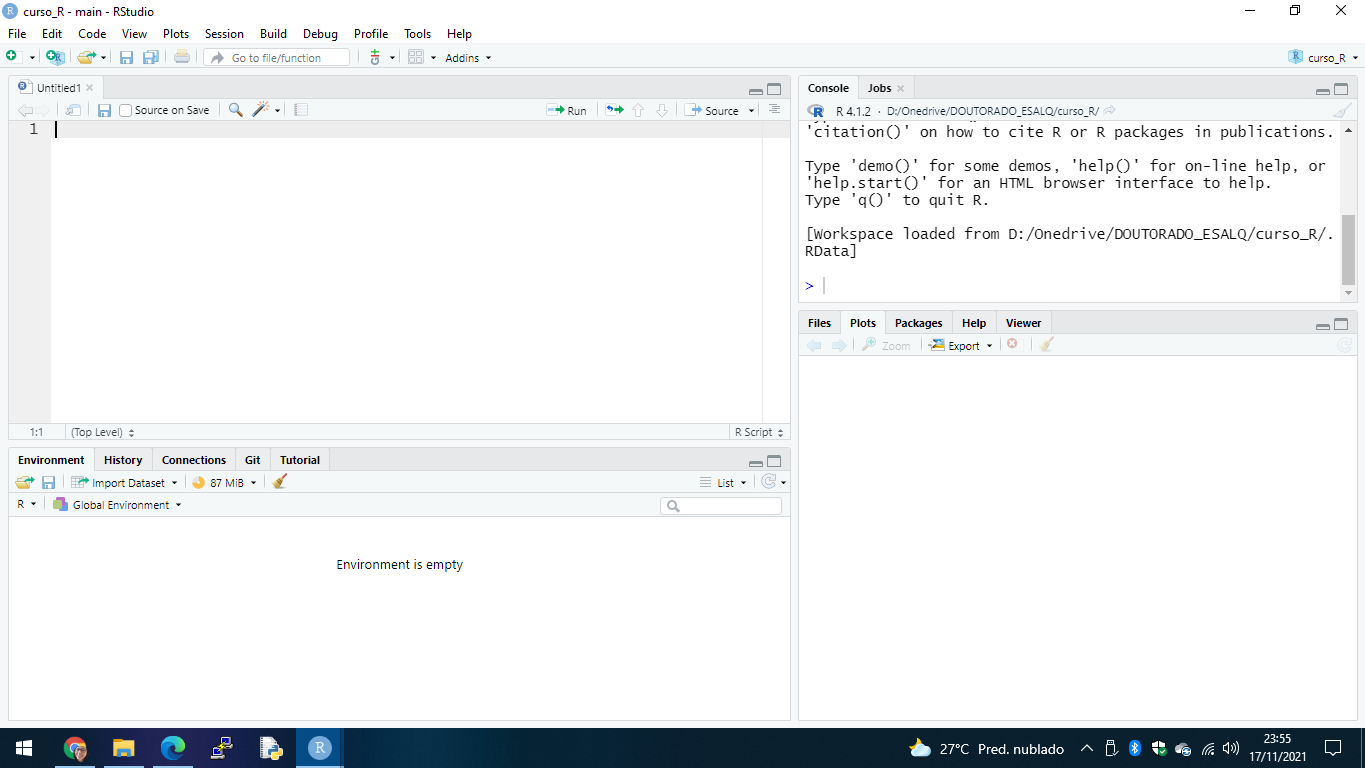 curso_R - main - RStudio
File Edit Code View Plots Session Build Debug Profile Tools Help
Go to file/function Addins curso_R
Untitled1
Source on Save Run Source
1
1:1 (Top Level) R Script
Environment History Connections Git Tutorial
Import Dataset 87 MiB List
R Global Environment
Environment is empty
Console Jobs
R 4.1.2 · D:/Onedrive/DOUTORADO_ESALQ/curso_R/
'citation()' on how to cite R or R packages in publications.
Type 'demo()' for some demos, 'help()' for on-line help, or
'help.start()' for an HTML browser interface to help.
Type 'q()' to quit R.
[Workspace loaded from D:/Onedrive/DOUTORADO_ESALQ/curso_R/.
RData]
>
Files Plots Packages Help Viewer
Zoom Export
27°C Pred. nublado
23:55
17/11/2021